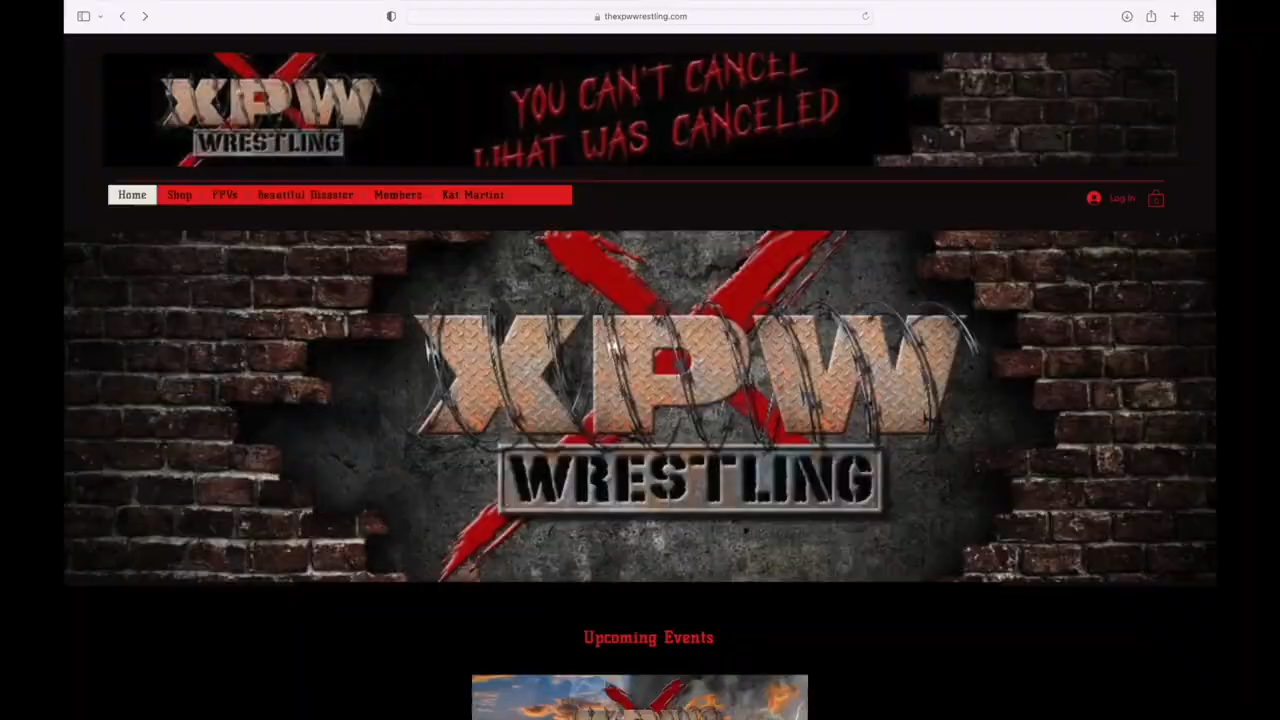 thexpwwrestling.com
XPW
WRESTLING
YOU CAN'T CANCEL
WHAT WAS CANCELED
Home Shop PPVs Beautiful Disaster Members Kat Martini
Log In
0
XPW
WRESTLING
Upcoming Events